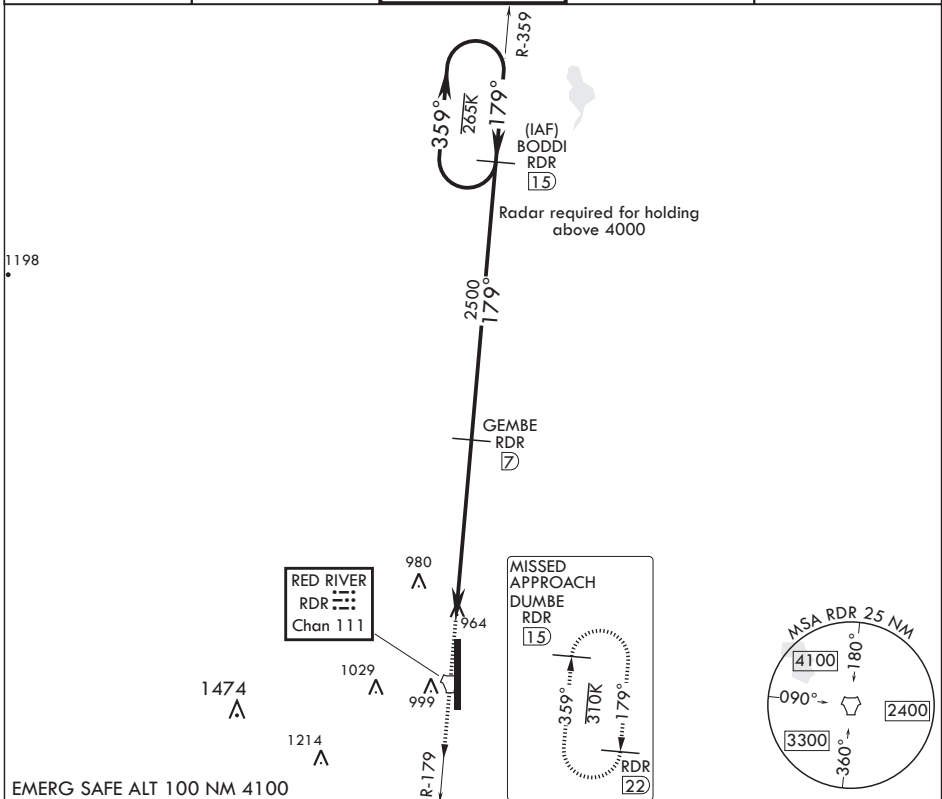 R-359
359°
265K
179°
(IAF)
BODDI
RDR
15
Radar required for holding
above 4000
1198
2500
179°
GEMBE
RDR
7
980
964
RED RIVER
RDR
Chan 111
1474
1029
999
1214
R-179
MISSED
APPROACH
DUMBE
RDR
15
359°
310K
179°
RDR
22
MSA RDR 25 NM
4100
180°
090°
2400
3300
360°
EMERG SAFE ALT 100 NM 4100